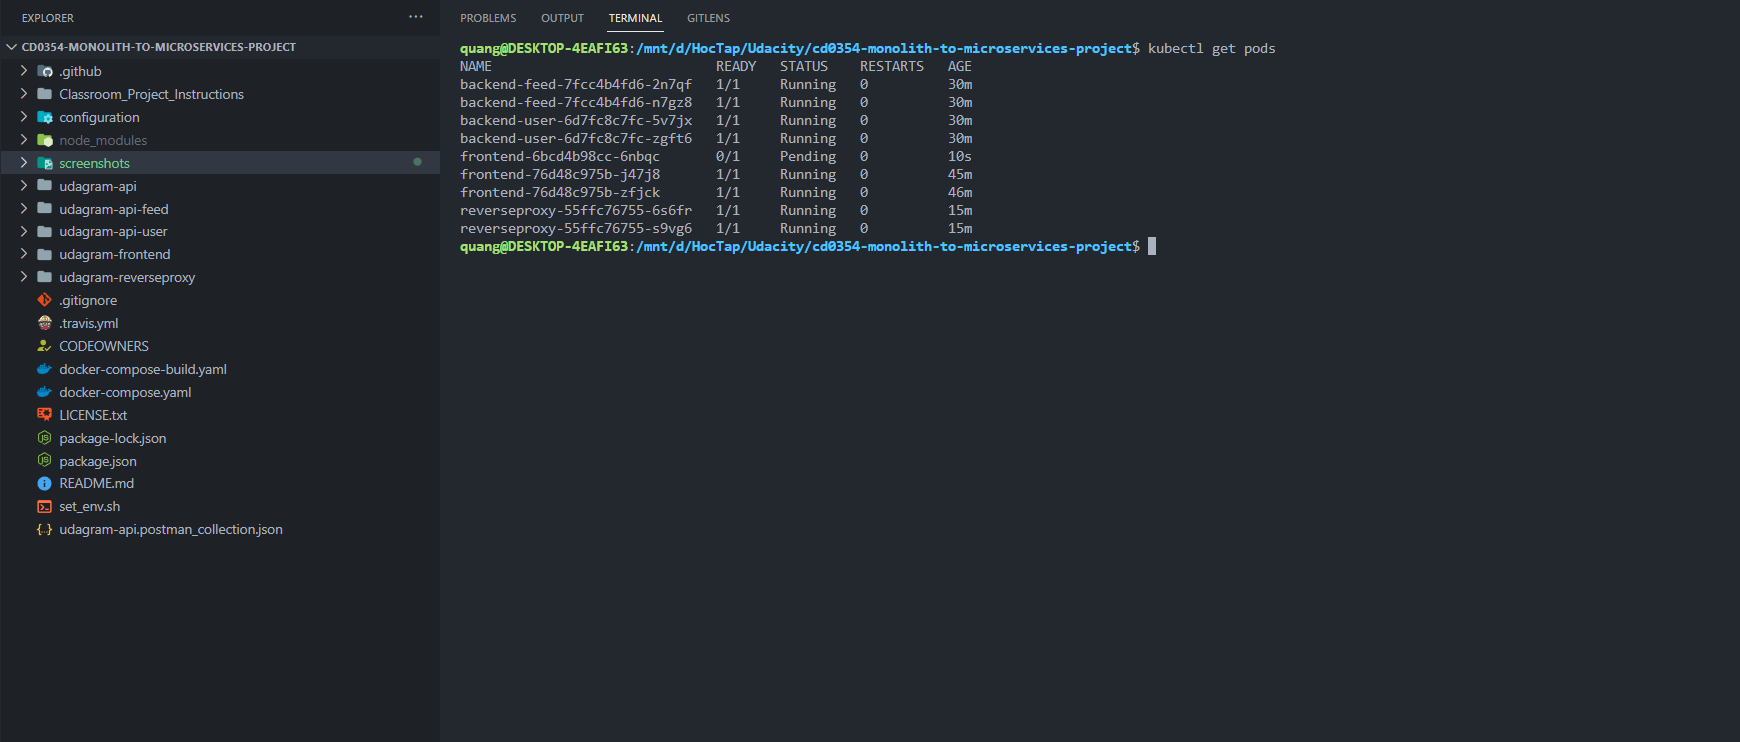 EXPLORER
CD0354-MONOLITH-TO-MICROSERVICES-PROJECT
.github
Classroom_Project_Instructions
configuration
node_modules
screenshots
udagram-api
udagram-api-feed
udagram-api-user
udagram-frontend
udagram-reverseproxy
.gitignore
.travis.yml
CODEOWNERS
docker-compose-build.yaml
docker-compose.yaml
LICENSE.txt
package-lock.json
package.json
README.md
set_env.sh
udagram-api.postman_collection.json
PROBLEMS OUTPUT TERMINAL GITLENS
quang@DESKTOP-4EAFI63:/mnt/d/HocTap/Udacity/cd0354-monolith-to-microservices-project$ kubectl get pods
NAME READY STATUS RESTARTS AGE
backend-feed-7fcc4b4fd6-2n7qf 1/1 Running 0 30m
backend-feed-7fcc4b4fd6-n7gz8 1/1 Running 0 30m
backend-user-6d7fc8c7fc-5v7jx 1/1 Running 0 30m
backend-user-6d7fc8c7fc-zgft6 1/1 Running 0 30m
frontend-6bcd4b98cc-6nbqc 0/1 Pending 0 10s
frontend-76d48c975b-j47j8 1/1 Running 0 45m
frontend-76d48c975b-zfjck 1/1 Running 0 46m
reverseproxy-55ffc76755-6s6fr 1/1 Running 0 15m
reverseproxy-55ffc76755-s9vg6 1/1 Running 0 15m
quang@DESKTOP-4EAFI63:/mnt/d/HocTap/Udacity/cd0354-monolith-to-microservices-project$